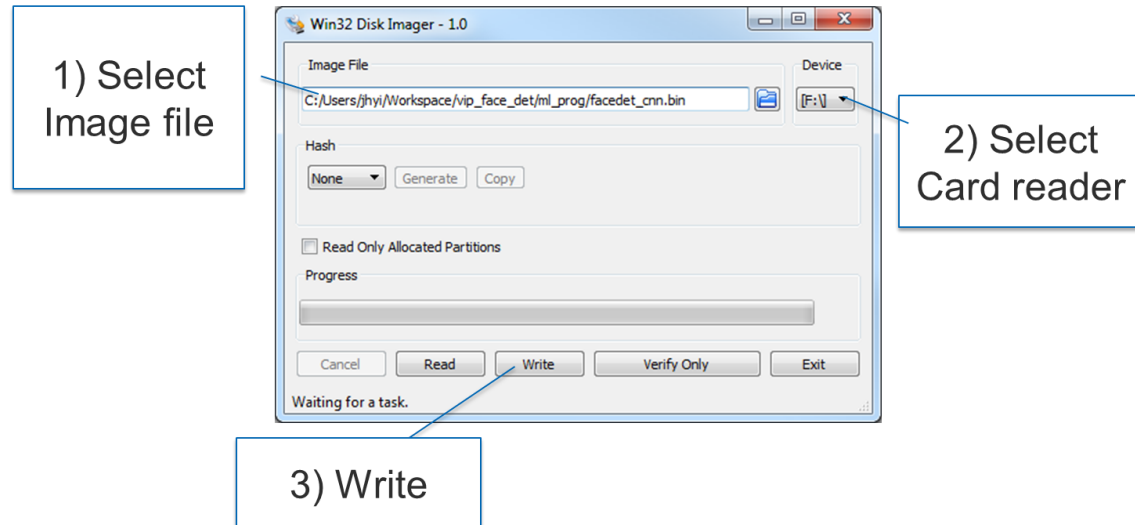 Win32 Disk Imager - 1.0
1) Select
Image file
Image File
Device
C:/Users/jhyi/Workspace/vip_face_det/ml_prog/facedet_cnn.bin
[F:\]
2) Select
Card reader
Hash
None
Generate
Copy
Read Only Allocated Partitions
Progress
Cancel
Read
Write
Verify Only
Exit
Waiting for a task.
3) Write